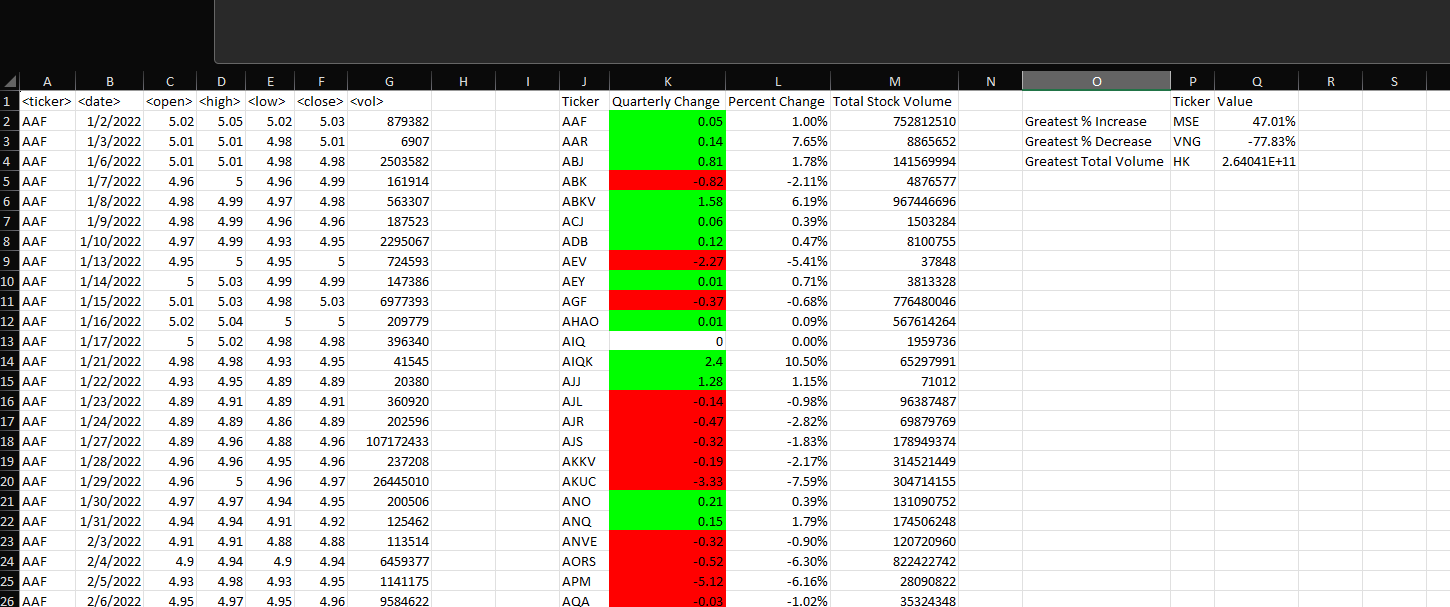 A B C D E F G H I J K L M N O P Q R S
1 <ticker> <date> <open> <high> <low> <close> <vol> Ticker Quarterly Change Percent Change Total Stock Volume Ticker Value
2 AAF 1/2/2022 5.02 5.05 5.02 5.03 879382 AAF 0.05 1.00% 752812510 Greatest % Increase MSE 47.01%
3 AAF 1/3/2022 5.01 5.01 4.98 5.01 6907 AAR 0.14 7.65% 8865652 Greatest % Decrease VNG -77.83%
4 AAF 1/6/2022 5.01 5.01 4.98 4.98 2503582 ABJ 0.81 1.78% 141569994 Greatest Total Volume HK 2.64041E+11
5 AAF 1/7/2022 4.96 5 4.96 4.99 161914 ABK -0.82 -2.11% 4876577
6 AAF 1/8/2022 4.98 4.99 4.97 4.98 563307 ABKV 1.58 6.19% 967446696
7 AAF 1/9/2022 4.98 4.99 4.96 4.96 187523 ACJ 0.06 0.39% 1503284
8 AAF 1/10/2022 4.97 4.99 4.93 4.95 2295067 ADB 0.12 0.47% 8100755
9 AAF 1/13/2022 4.95 5 4.95 5 724593 AEV -2.27 -5.41% 37848
10 AAF 1/14/2022 5 5.03 4.99 4.99 147386 AEY 0.01 0.71% 3813328
11 AAF 1/15/2022 5.01 5.03 4.98 5.03 6977393 AGF -0.37 -0.68% 776480046
12 AAF 1/16/2022 5.02 5.04 5 5 209779 AHAO 0.01 0.09% 567614264
13 AAF 1/17/2022 5 5.02 4.98 4.98 396340 AIQ 0 0.00% 1959736
14 AAF 1/21/2022 4.98 4.98 4.93 4.95 41545 AIQK 2.4 10.50% 65297991
15 AAF 1/22/2022 4.93 4.95 4.89 4.89 20380 AJJ 1.28 1.15% 71012
16 AAF 1/23/2022 4.89 4.91 4.89 4.91 360920 AJL -0.14 -0.98% 96387487
17 AAF 1/24/2022 4.89 4.89 4.86 4.89 202596 AJR -0.47 -2.82% 69879769
18 AAF 1/27/2022 4.89 4.96 4.88 4.96 107172433 AJS -0.32 -1.83% 178949374
19 AAF 1/28/2022 4.96 4.96 4.95 4.96 237208 AKKV -0.19 -2.17% 314521449
20 AAF 1/29/2022 4.96 5 4.96 4.97 26445010 AKUC -3.33 -7.59% 304714155
21 AAF 1/30/2022 4.97 4.97 4.94 4.95 200506 ANO 0.21 0.39% 131090752
22 AAF 1/31/2022 4.94 4.94 4.91 4.92 125462 ANQ 0.15 1.79% 174506248
23 AAF 2/3/2022 4.91 4.91 4.88 4.88 113514 ANVE -0.32 -0.90% 120720960
24 AAF 2/4/2022 4.9 4.94 4.9 4.94 6459377 AORS -0.52 -6.30% 822422742
25 AAF 2/5/2022 4.93 4.98 4.93 4.95 1141175 APM -5.12 -6.16% 28090822
26 AAF 2/6/2022 4.95 4.97 4.95 4.96 9584622 AQA -0.03 -1.02% 35324348